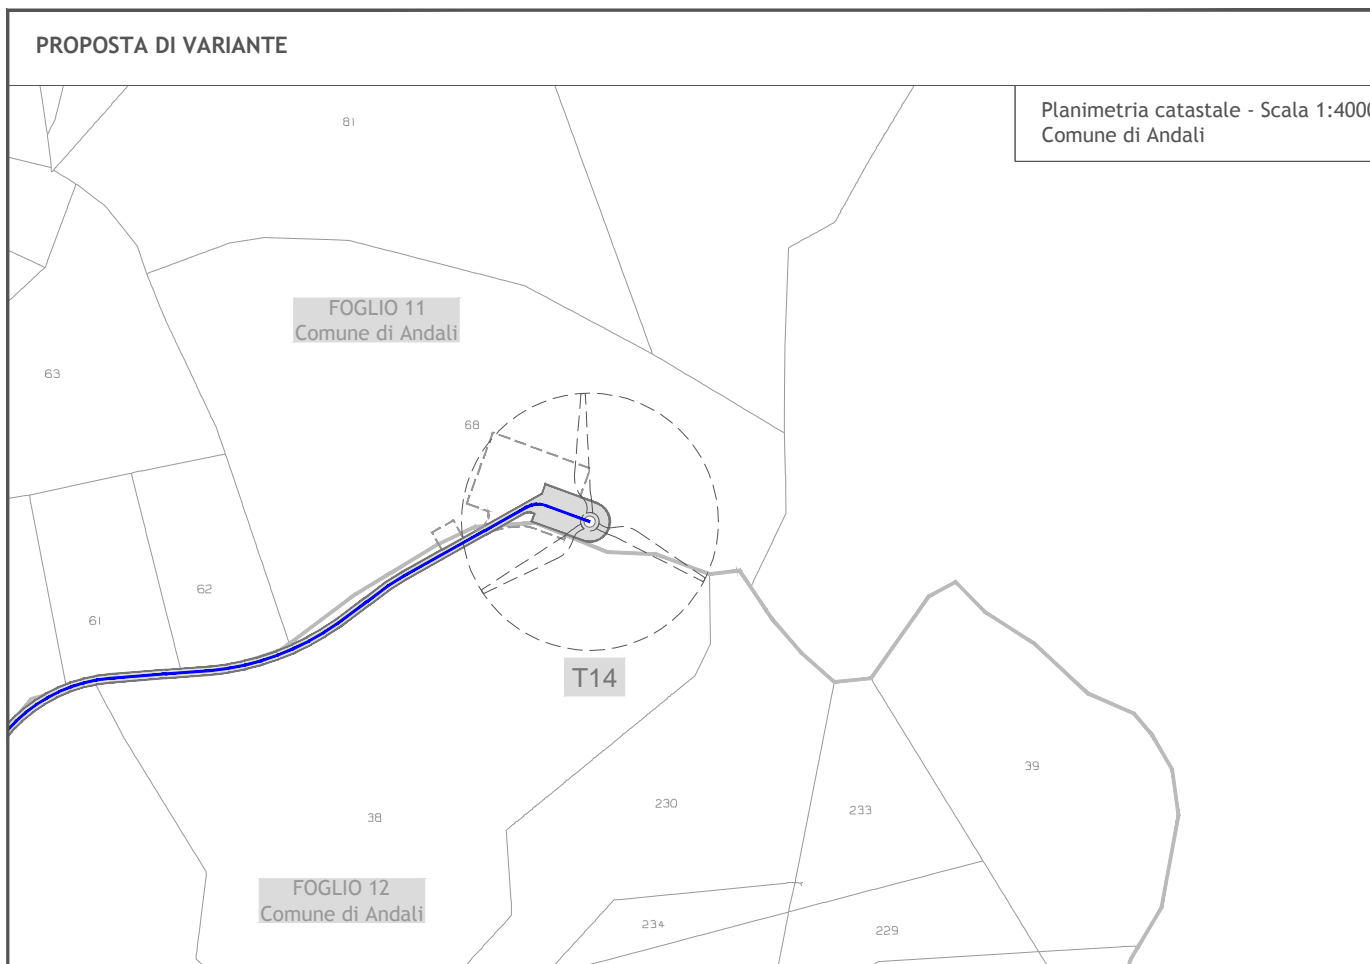 PROPOSTA DI VARIANTE
Planimetria catastale - Scala 1:4000
Comune di Andali
81
FOGLIO 11
Comune di Andali
63
68
62
61
T14
39
230
233
38
FOGLIO 12
Comune di Andali
234
229